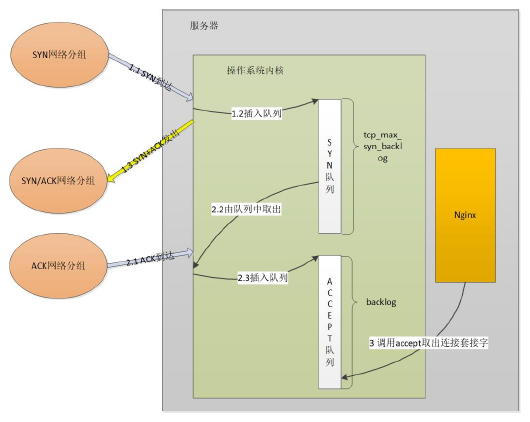 服务器
SYN网络分组
操作系统内核
1.1 SYN到达
1.2插入队列
1.3 SYN+ACK发出
SYN/ACK网络分组
S
Y
N
队
列
tcp_max_
syn_backl
og
Nginx
2.2由队列中取出
ACK网络分组
2.1 ACK到达
2.3插入队列
A
C
C
E
P
T
队
列
backlog
3 调用accept取出连接套接字